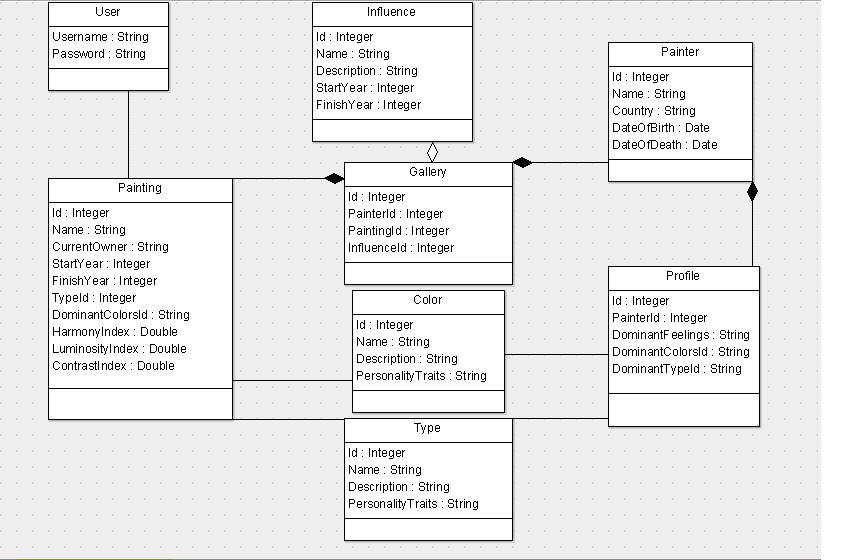 User
Username : String
Password : String
Influence
Id : Integer
Name : String
Description : String
StartYear : Integer
FinishYear : Integer
Painter
Id : Integer
Name : String
Country : String
DateOfBirth : Date
DateOfDeath : Date
Painting
Id : Integer
Name : String
CurrentOwner : String
StartYear : Integer
FinishYear : Integer
TypeId : Integer
DominantColorsId : String
HarmonyIndex : Double
LuminosityIndex : Double
ContrastIndex : Double
Gallery
Id : Integer
PainterId : Integer
PaintingId : Integer
InfluenceId : Integer
Color
Id : Integer
Name : String
Description : String
PersonalityTraits : String
Profile
Id : Integer
PainterId : Integer
DominantFeelings : String
DominantColorsId : String
DominantTypeId : String
Type
Id : Integer
Name : String
Description : String
PersonalityTraits : String